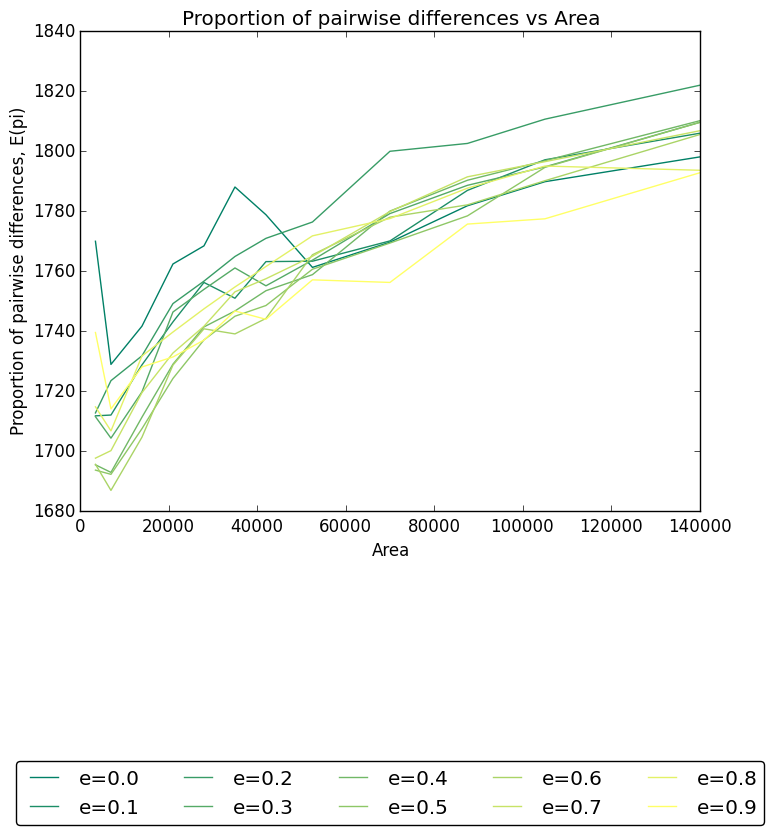 Proportion of pairwise differences vs Area
Proportion of pairwise differences, E(pi)
1840
1820
1800
1780
1760
1740
1720
1700
1680
0 20000 40000 60000 80000 100000 120000 140000
Area
e=0.0 e=0.2 e=0.4 e=0.6 e=0.8
e=0.1 e=0.3 e=0.5 e=0.7 e=0.9